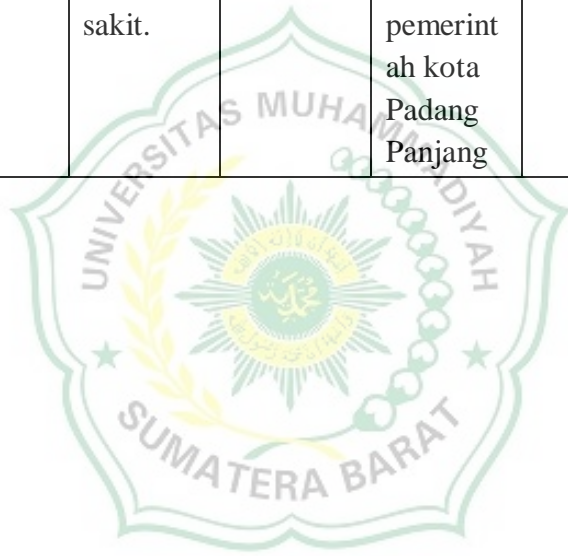 sakit.
pemerint
ah kota
Padang
Panjang
UNIVERSITAS MUHAMMADIYAH
SUMATERA BARAT